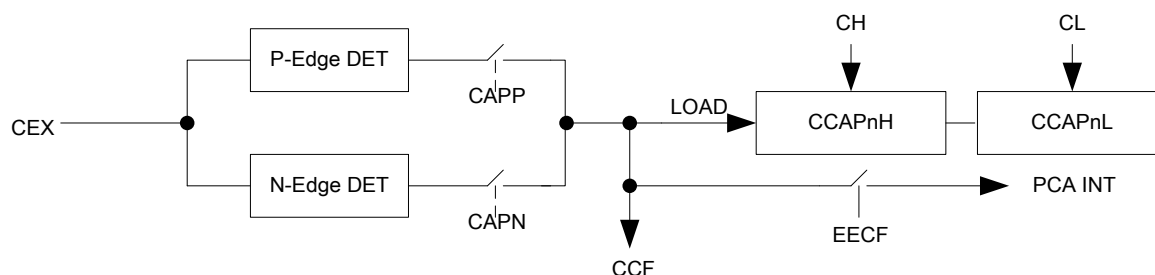 CH
CL
P-Edge DET
CAPP
LOAD
CCAPnH
CCAPnL
CEX
N-Edge DET
CAPN
PCA INT
EECF
CCF